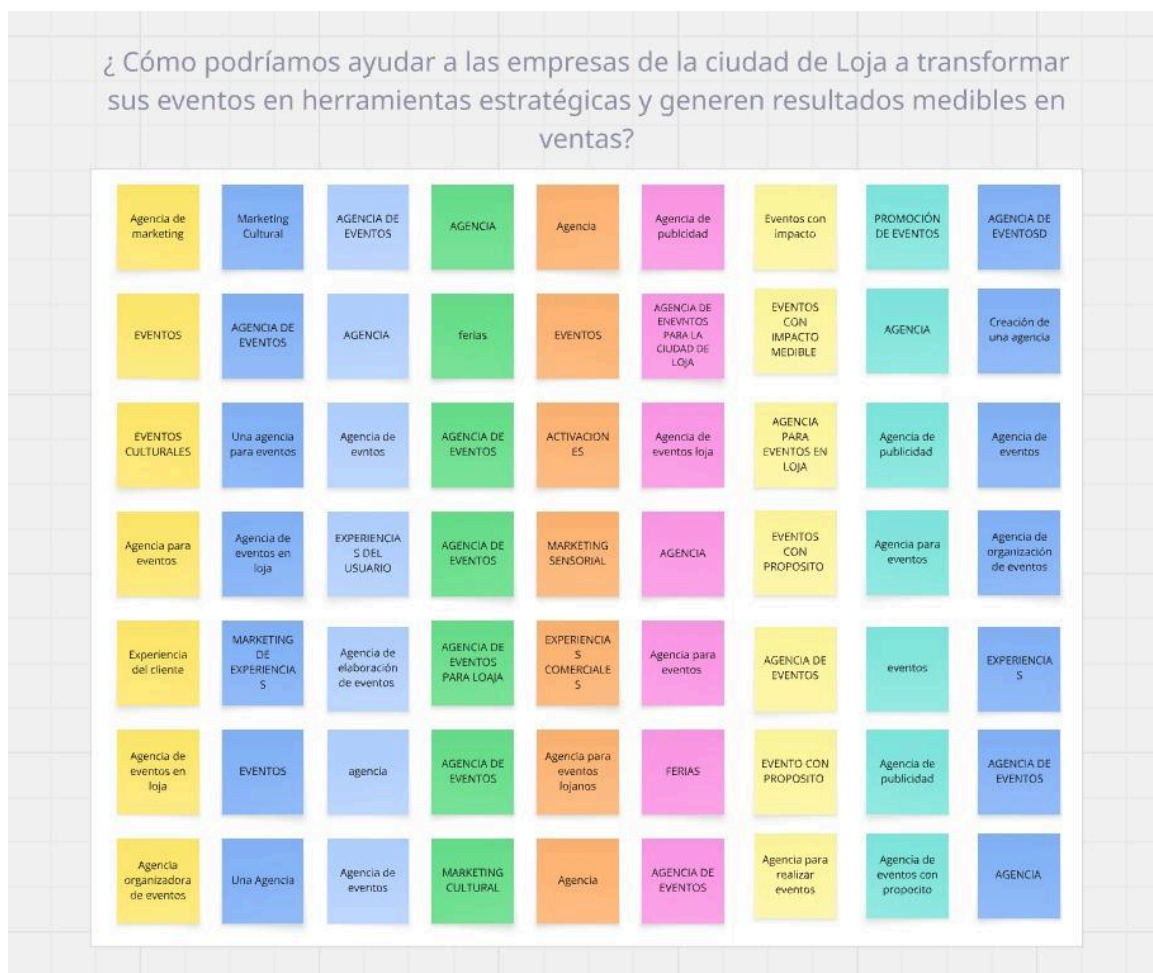 ¿ Cómo podríamos ayudar a las empresas de la ciudad de Loja a transformar
sus eventos en herramientas estratégicas y generen resultados medibles en
ventas?
Agencia de
marketing
Marketing
Cultural
AGENCIA DE
EVENTOS
AGENCIA
Agencia
Agencia de
publicidad
Eventos con
impacto
PROMOCIÓN
DE EVENTOS
AGENCIA DE
EVENTOSD
EVENTOS
AGENCIA DE
EVENTOS
AGENCIA
ferias
EVENTOS
AGENCIA DE
ENEVNTOS
PARA LA
CIUDAD DE
LOJA
EVENTOS
CON
IMPACTO
MEDIBLE
AGENCIA
Creación de
una agencia
EVENTOS
CULTURALES
Una agencia
para eventos
Agencia de
evntos
AGENCIA DE
EVENTOS
ACTIVACION
ES
Agencia de
eventos loja
AGENCIA
PARA
EVENTOS EN
LOJA
Agencia de
publicidad
Agencia de
eventos
Agencia para
eventos
Agencia de
eventos en
loja
EXPERIENCIA
S DEL
USUARIO
AGENCIA DE
EVENTOS
MARKETING
SENSORIAL
AGENCIA
EVENTOS
CON
PROPOSITO
Agencia para
eventos
Agencia de
organización
de eventos
Experiencia
del cliente
MARKETING
DE
EXPERIENCIA
S
Agencia de
elaboración
de eventos
AGENCIA DE
EVENTOS
PARA LOAJA
EXPERIENCIA
S
COMERCIALE
S
Agencia para
eventos
AGENCIA DE
EVENTOS
eventos
EXPERIENCIA
S
Agencia de
eventos en
loja
EVENTOS
agencia
AGENCIA DE
EVENTOS
Agencia para
eventos
lojanos
FERIAS
EVENTO CON
PROPOSITO
Agencia de
publicidad
AGENCIA DE
EVENTOS
Agencia
organizadora
de eventos
Una Agencia
Agencia de
eventos
MARKETING
CULTURAL
Agencia
AGENCIA DE
EVENTOS
Agencia para
realizar
eventos
Agencia de
eventos con
propocito
AGENCIA